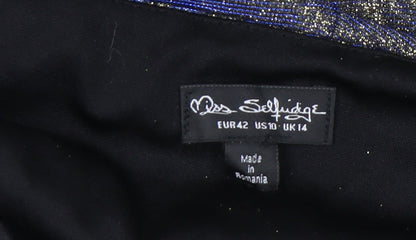 Miss Selfridge
EUR42 US10 UK14
Made
in
Romania